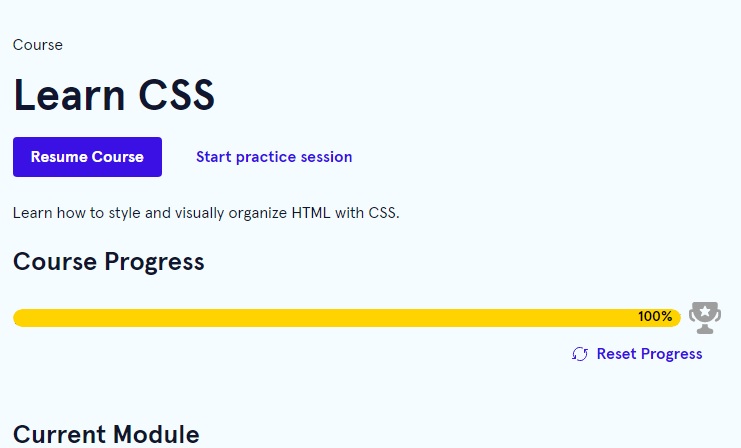 Course
Learn CSS
Resume Course Start practice session
Learn how to style and visually organize HTML with CSS.
Course Progress
100%
Reset Progress
Current Module